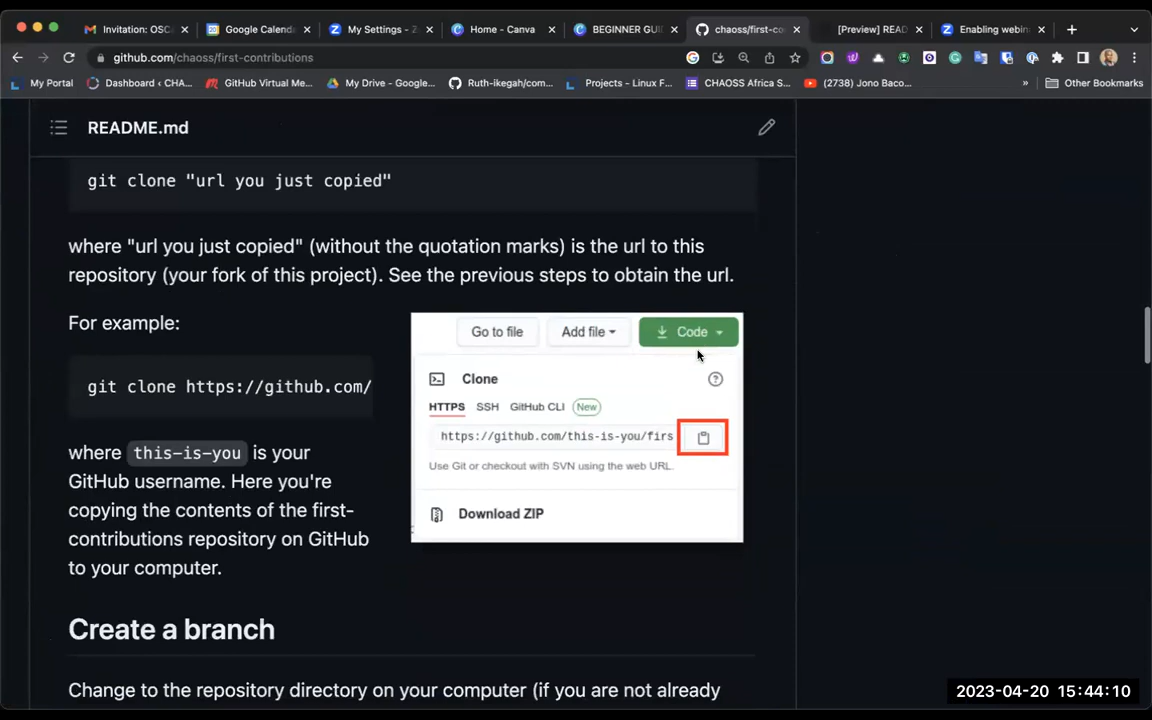 Invitation: OSC
Google Calenda
My Settings - Z
Home - Canva
BEGINNER GUI
chaoss/first-co
[Preview] READ
Enabling webin
github.com/chaoss/first-contributions
My Portal
Dashboard ‹ CHA...
GitHub Virtual Me...
My Drive - Google...
Ruth-ikegah/com...
Projects - Linux F...
CHAOSS Africa S...
(2738) Jono Baco...
»
Other Bookmarks
README.md
git clone "url you just copied"
where "url you just copied" (without the quotation marks) is the url to this
repository (your fork of this project). See the previous steps to obtain the url.
For example:
git clone https://github.com/
where this-is-you is your
GitHub username. Here you're
copying the contents of the first-
contributions repository on GitHub
to your computer.
Go to file
Add file
Code
Clone
HTTPS SSH GitHub CLI New
https://github.com/this-is-you/firs
Use Git or checkout with SVN using the web URL.
Download ZIP
Create a branch
Change to the repository directory on your computer (if you are not already
2023-04-20 15:44:10